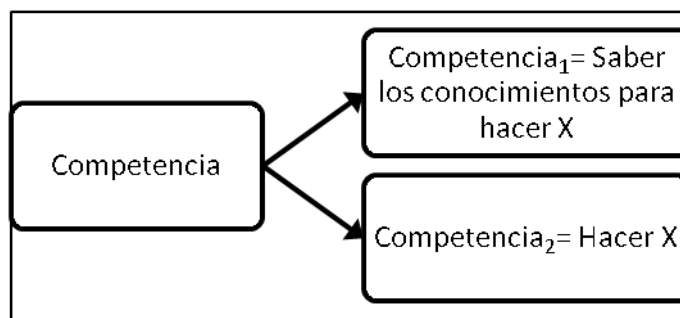 Competencia
Competencia₁= Saber
los conocimientos para
hacer X
Competencia₂= Hacer X